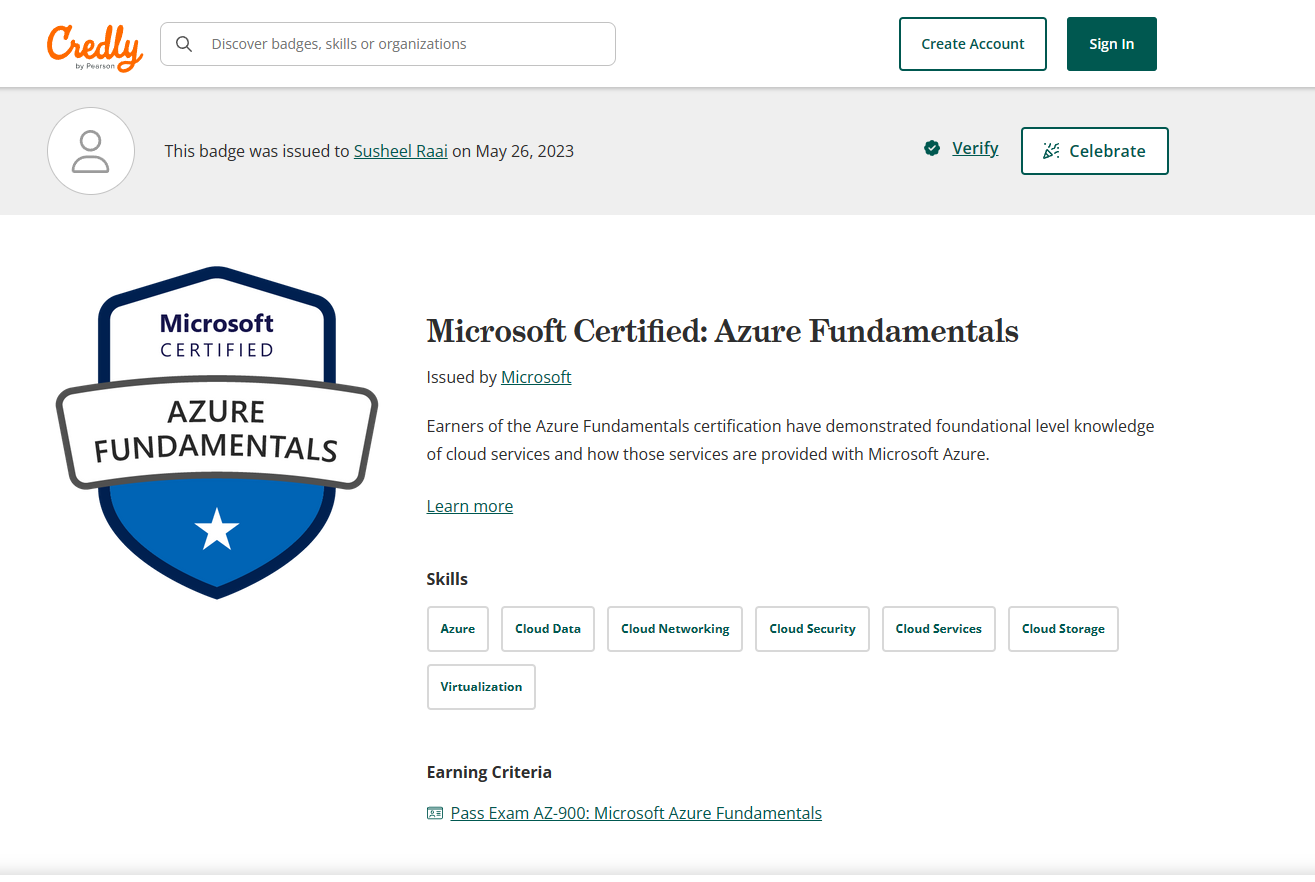 Credly
by Pearson
Discover badges, skills or organizations
Create Account
Sign In
This badge was issued to Susheel Raai on May 26, 2023
Verify
Celebrate
Microsoft
CERTIFIED
AZURE
FUNDAMENTALS
Microsoft Certified: Azure Fundamentals
Issued by Microsoft
Earners of the Azure Fundamentals certification have demonstrated foundational level knowledge
of cloud services and how those services are provided with Microsoft Azure.
Learn more
Skills
Azure
Cloud Data
Cloud Networking
Cloud Security
Cloud Services
Cloud Storage
Virtualization
Earning Criteria
Pass Exam AZ-900: Microsoft Azure Fundamentals